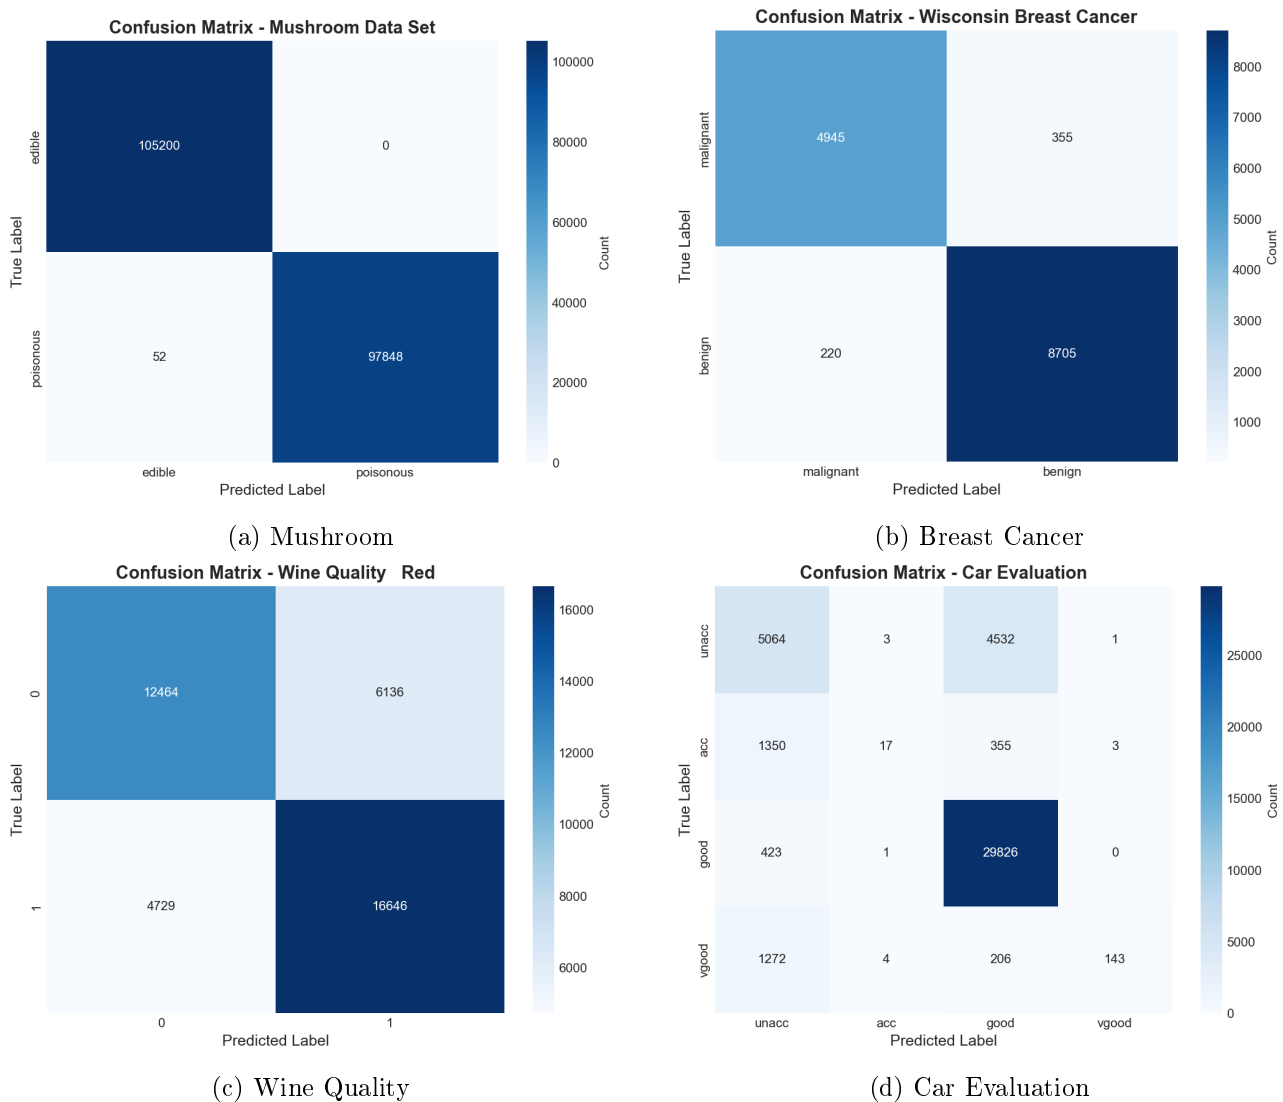 Confusion Matrix - Mushroom Data Set
True Label
edible
poisonous
105200 0
52 97848
edible poisonous
Predicted Label
100000
80000
60000
40000
20000
0
Count
(a) Mushroom
Confusion Matrix - Wisconsin Breast Cancer
True Label
malignant
benign
4945 355
220 8705
malignant benign
Predicted Label
8000
7000
6000
5000
4000
3000
2000
1000
Count
(b) Breast Cancer
Confusion Matrix - Wine Quality Red
True Label
0
1
12464 6136
4729 16646
0 1
Predicted Label
16000
14000
12000
10000
8000
6000
Count
(c) Wine Quality
Confusion Matrix - Car Evaluation
True Label
unacc
acc
good
vgood
5064 3 4532 1
1350 17 355 3
423 1 29826 0
1272 4 206 143
unacc acc good vgood
Predicted Label
25000
20000
15000
10000
5000
0
Count
(d) Car Evaluation